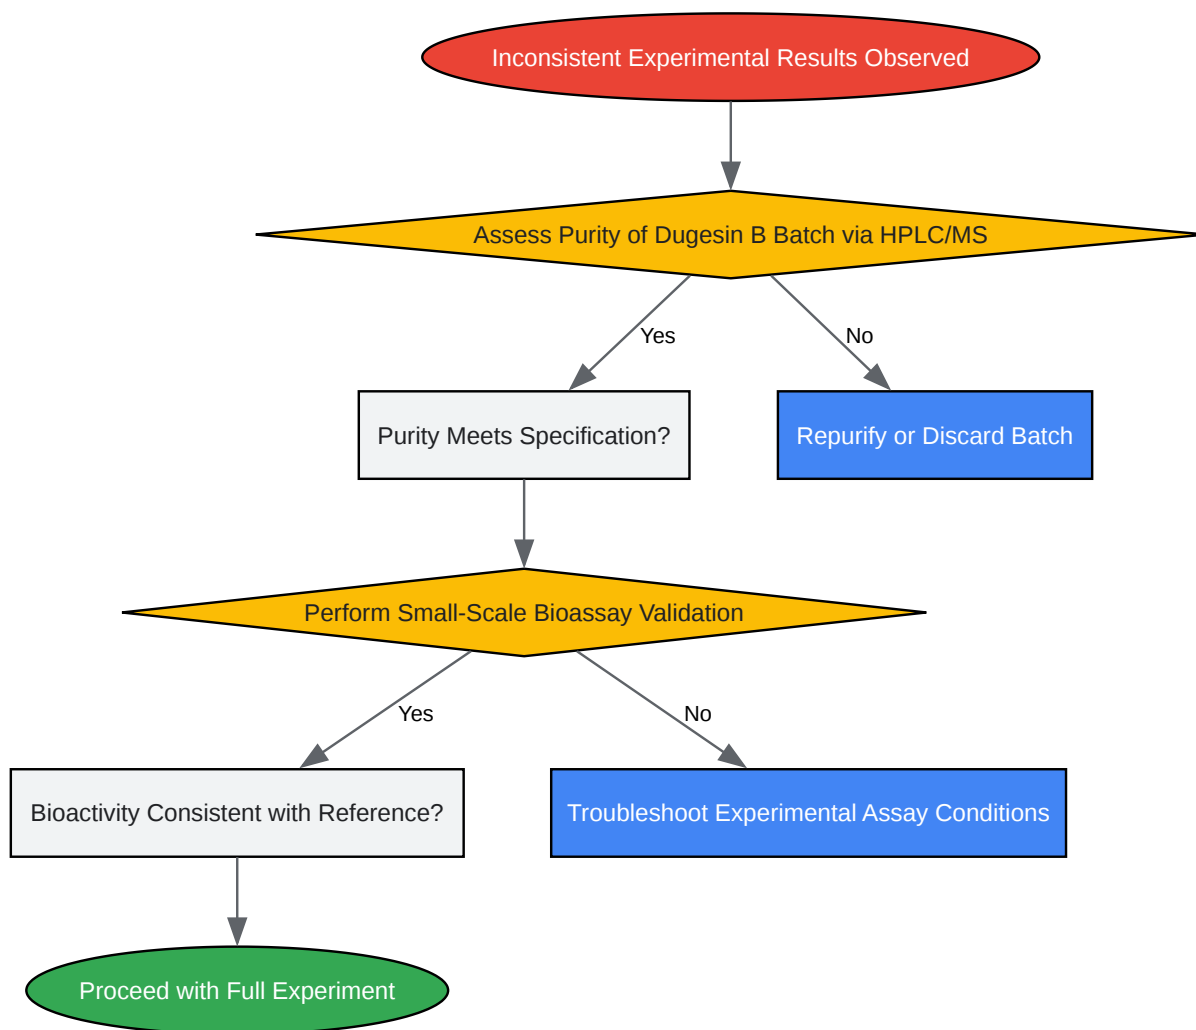 Inconsistent Experimental Results Observed
Assess Purity of Dugesin B Batch via HPLC/MS
Yes
No
Purity Meets Specification?
Repurify or Discard Batch
Perform Small-Scale Bioassay Validation
Yes
No
Bioactivity Consistent with Reference?
Troubleshoot Experimental Assay Conditions
Proceed with Full Experiment